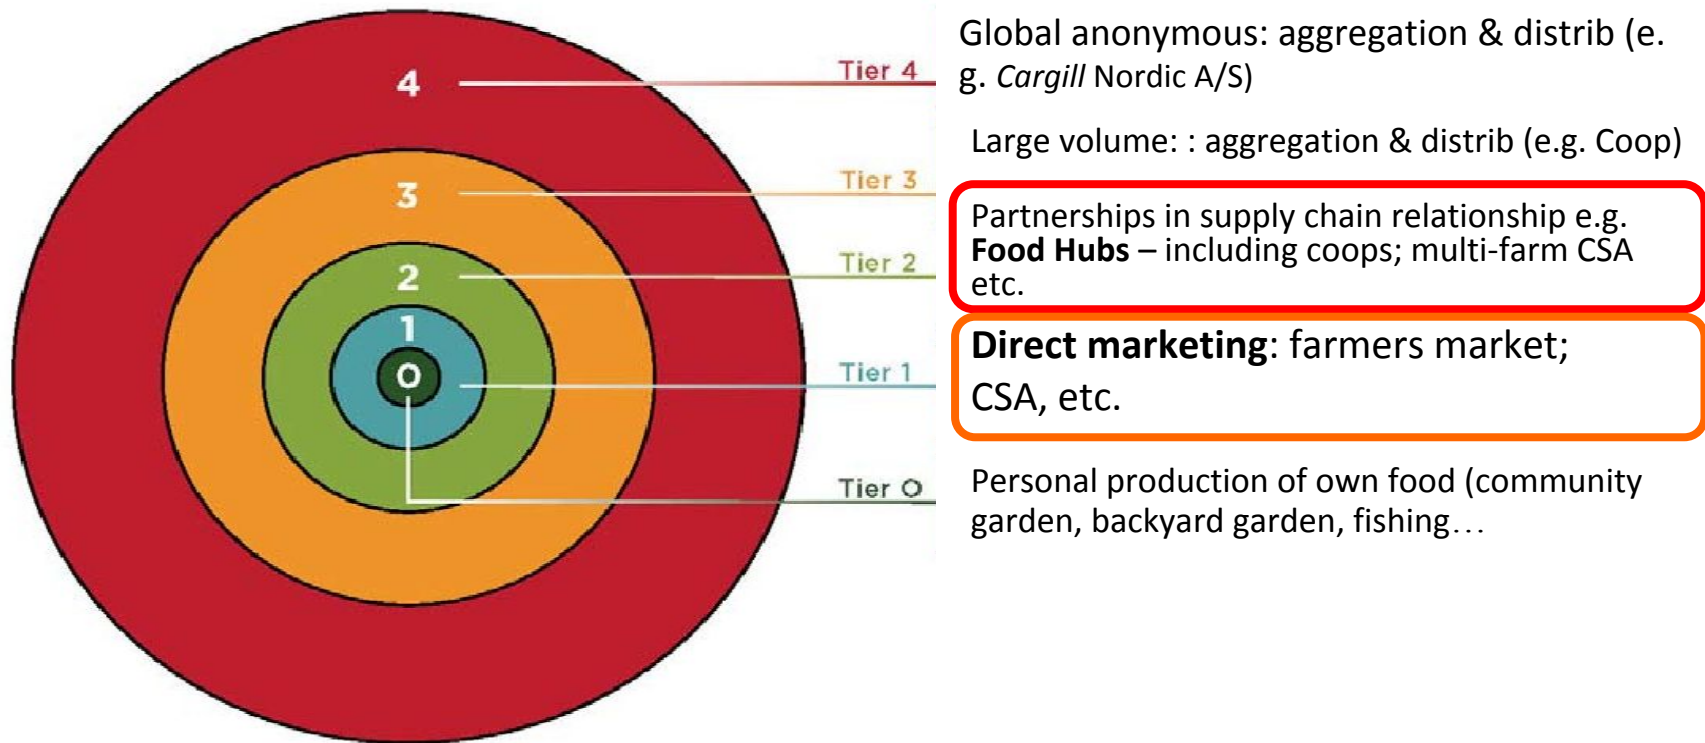 Global anonymous: aggregation & distrib (e.
g. Cargill Nordic A/S)
4
Tier 4
Large volume: : aggregation & distrib (e.g. Coop)
3
Tier 3
Partnerships in supply chain relationship e.g.
Food Hubs – including coops; multi-farm CSA
etc.
2
Tier 2
1
Direct marketing: farmers market;
CSA, etc.
0
Tier 1
Tier 0
Personal production of own food (community
garden, backyard garden, fishing…